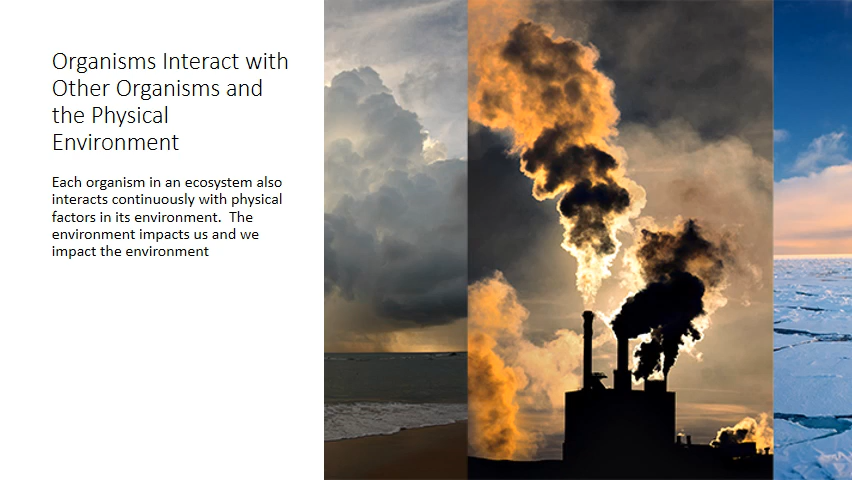 Organisms Interact with
Other Organisms and
the Physical
Environment
Each organism in an ecosystem also
interacts continuously with physical
factors in its environment.  The
environment impacts us and we
impact the environment